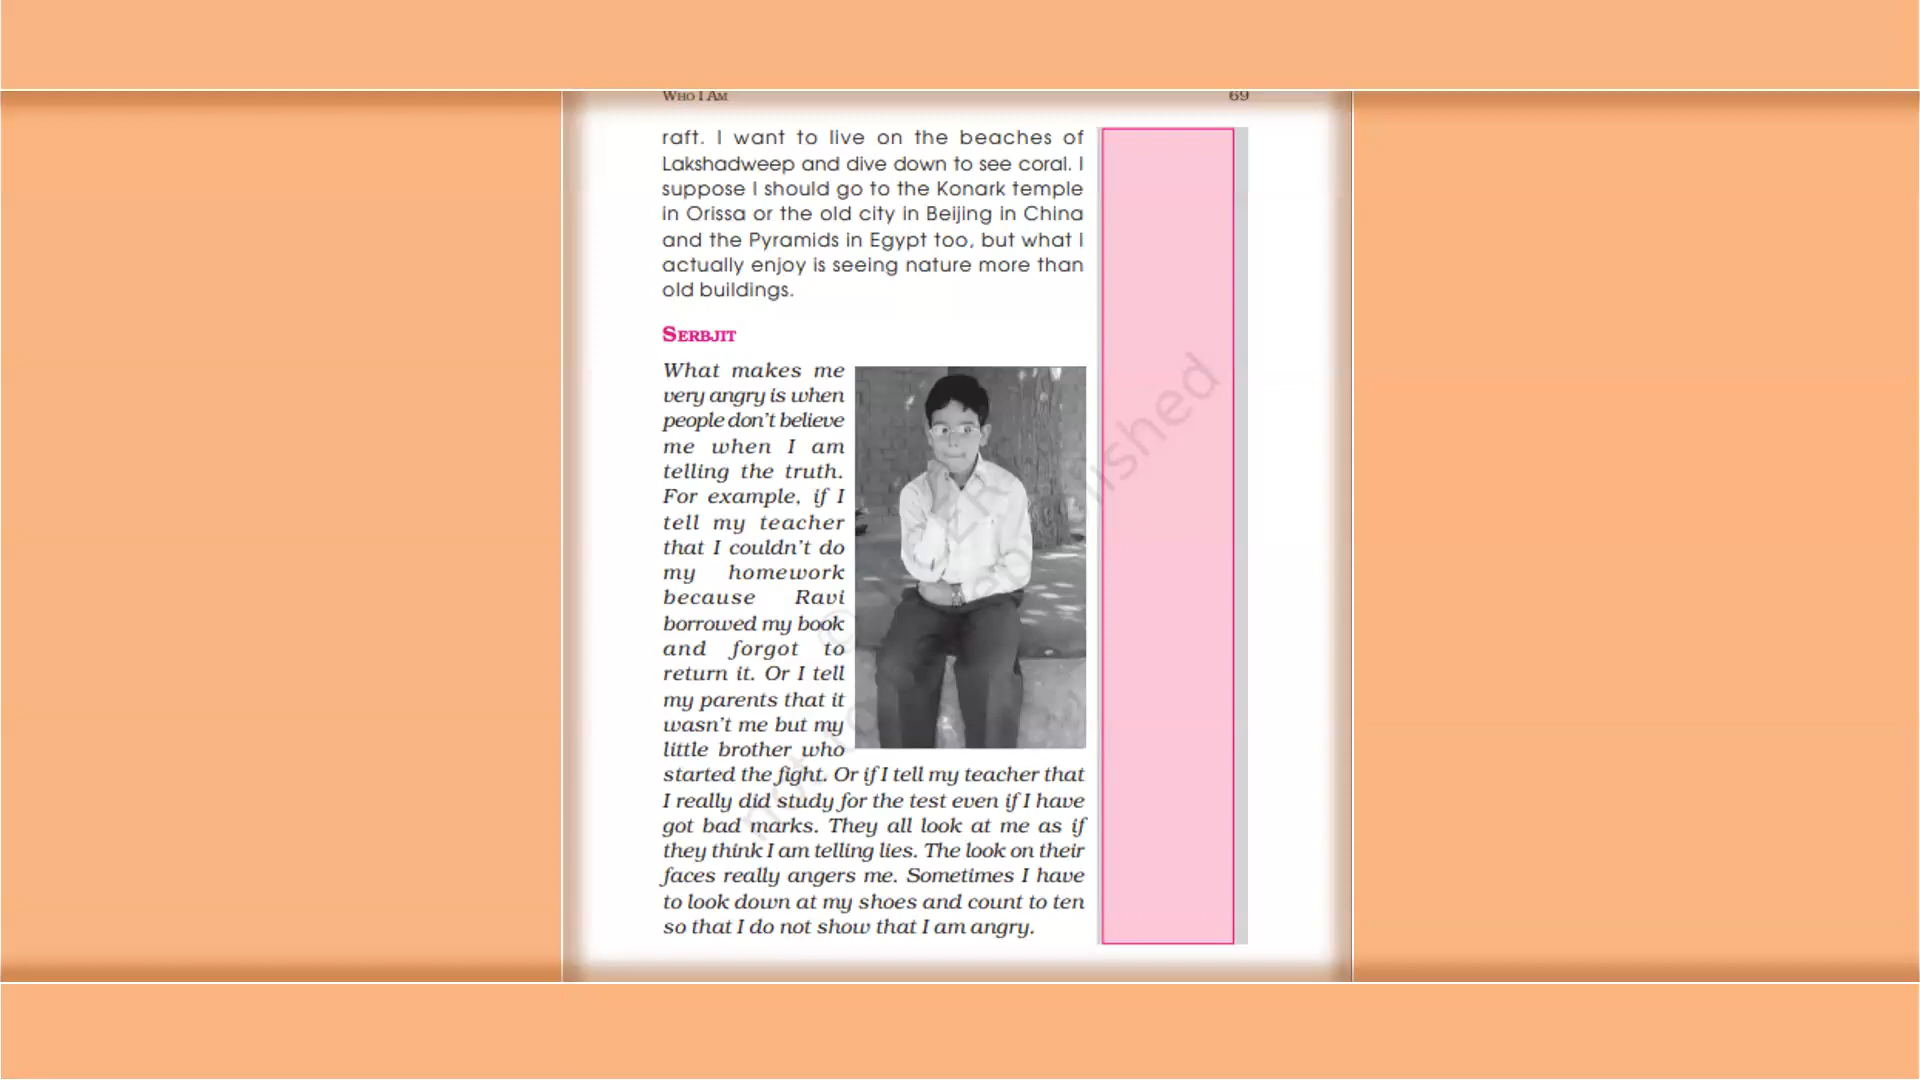 WHO I AM
69
raft. I want to live on the beaches of
Lakshadweep and dive down to see coral. I
suppose I should go to the Konark temple
in Orissa or the old city in Beijing in China
and the Pyramids in Egypt too, but what I
actually enjoy is seeing nature more than
old buildings.
SERBJIT
What makes me
very angry is when
people don't believe
me when I am
telling the truth.
For example, if I
tell my teacher
that I couldn't do
my homework
because Ravi
borrowed my book
and forgot to
return it. Or I tell
my parents that it
wasn't me but my
little brother who
started the fight. Or if I tell my teacher that
I really did study for the test even if I have
got bad marks. They all look at me as if
they think I am telling lies. The look on their
faces really angers me. Sometimes I have
to look down at my shoes and count to ten
so that I do not show that I am angry.